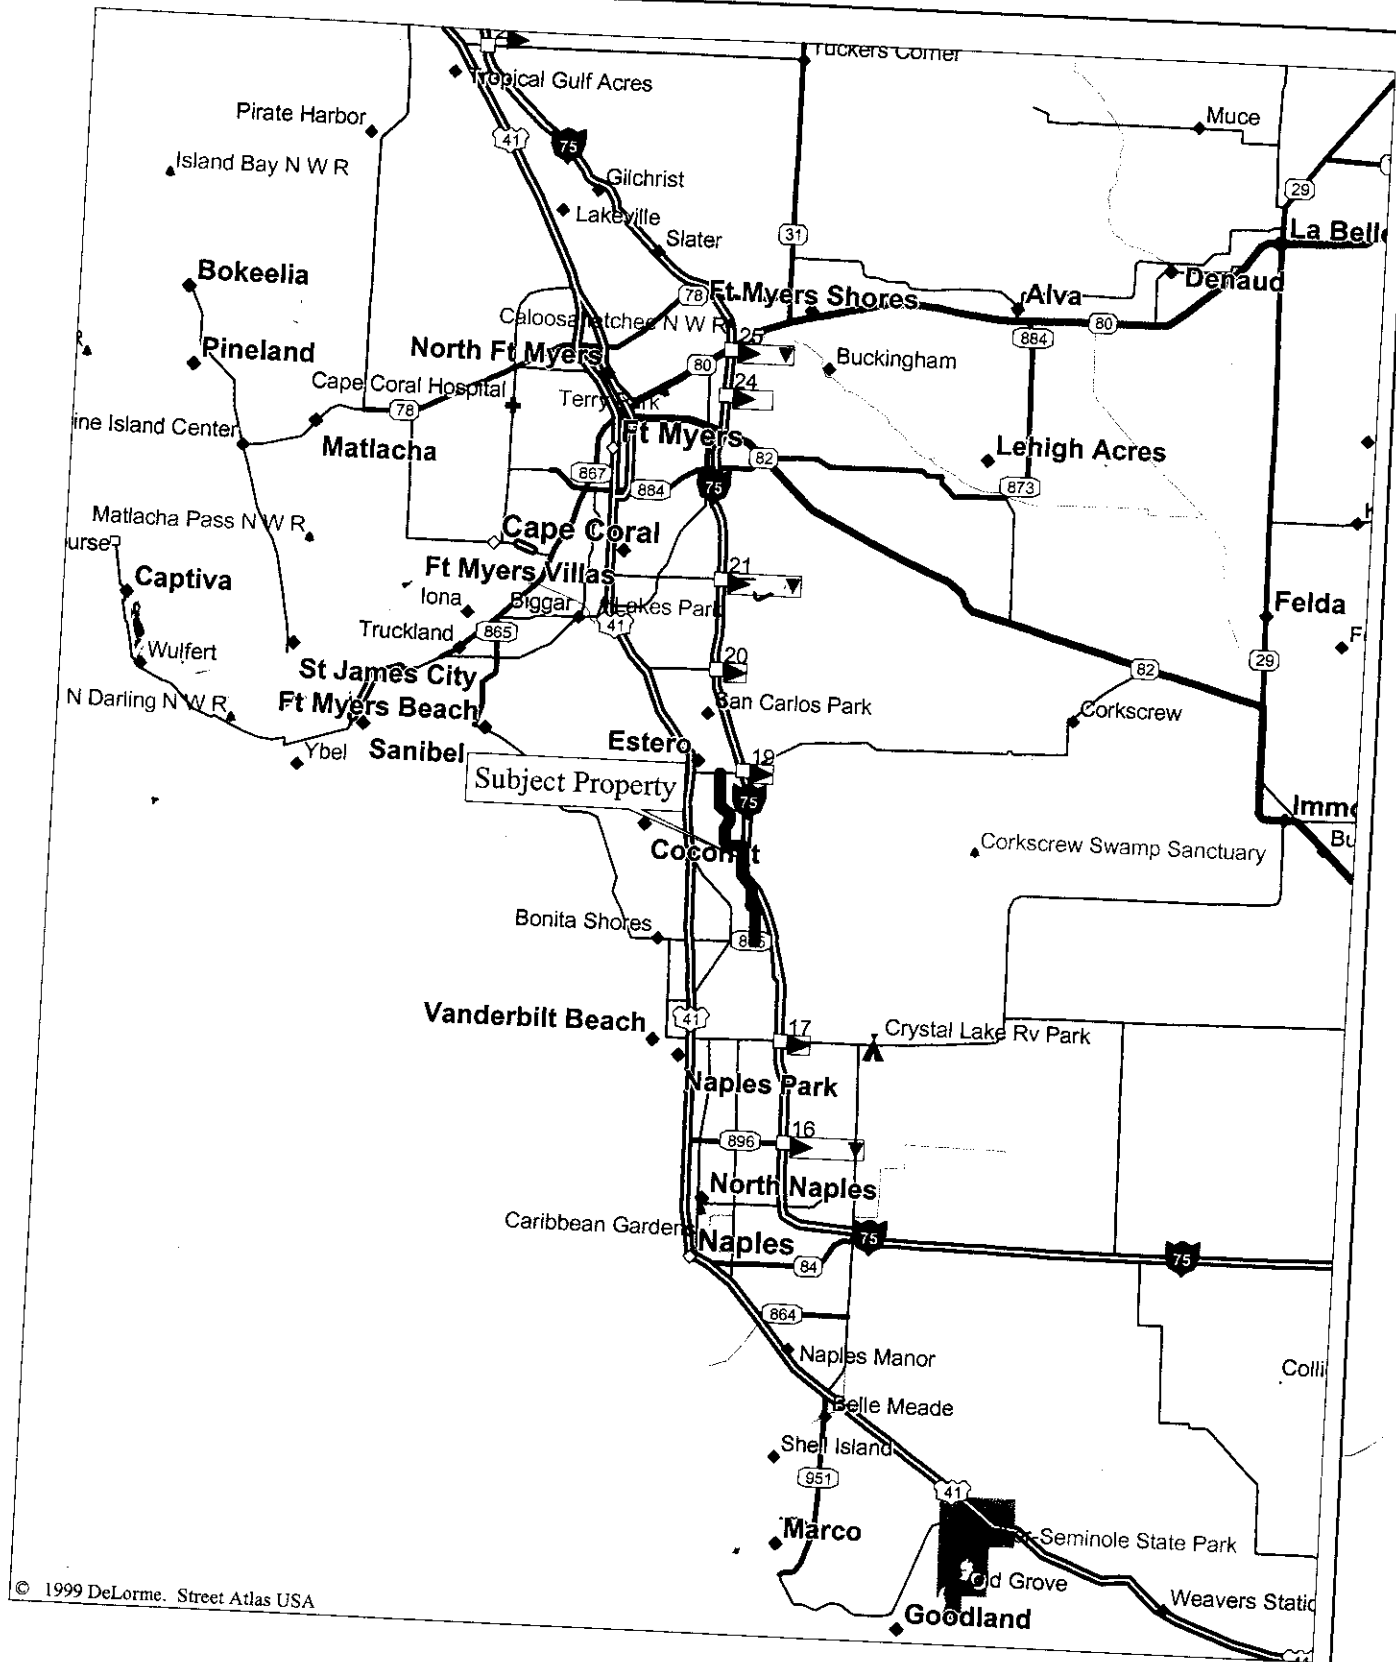 Tuckers Corner
Tropical Gulf Acres
Pirate Harbor
41
75
Muce
Island Bay N W R
Gilchrist
29
Lakeville
31
Slater
La Bell
Bokeelia
Denaud
78
Ft Myers Shores
Alva
Caloosahatchee N W R
80
25
884
Pineland
North Ft Myers
80
Buckingham
Cape Coral Hospital
24
Terry Park
78
ine Island Center
Ft Myers
Matlacha
82
Lehigh Acres
867
884
75
873
Matlacha Pass N W R
Cape Coral
urse
Captiva
Ft Myers Villas
21
Iona
Biggar
Lakes Park
Felda
Truckland
865
41
Wulfert
20
29
St James City
82
N Darling N W R
Ft Myers Beach
San Carlos Park
Corkscrew
Ybel
Sanibel
Estero
19
Subject Property
75
Immo
Coconut
Corkscrew Swamp Sanctuary
Bu
Bonita Shores
Vanderbilt Beach
41
17
Crystal Lake Rv Park
Naples Park
16
896
North Naples
Caribbean Gardens
Naples
75
75
84
864
Naples Manor
Colli
Belle Meade
Shell Island
951
41
Marco
r-Seminole State Park
Old Grove
Weavers Static
Goodland
© 1999 DeLorme. Street Atlas USA